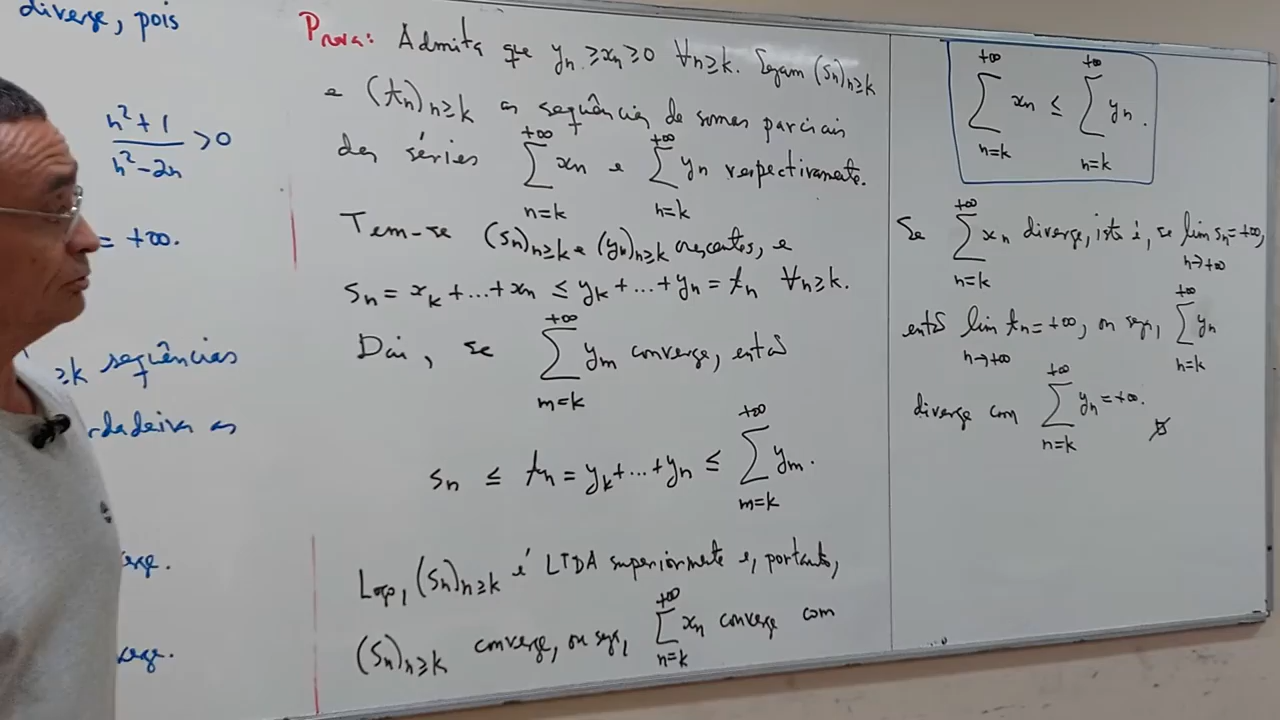 diverge, pois
n²+1 / n²-2n > 0
= +∞.
≥k sequências
rdadeira as
erge.
verge.
Prova: Admita que yₙ ≥ xₙ ≥ 0 ∀n≥k. Sejam (sₙ)ₙ≥k
e (tₙ)ₙ≥k as sequências de somas parciais
das séries ∑_{n=k}^{+∞} xₙ e ∑_{n=k}^{+∞} yₙ respectivamente.
Tem-se (sₙ)ₙ≥k e (yₙ)ₙ≥k crescentes, e
sₙ = xₖ+...+xₙ ≤ yₖ+...+yₙ = tₙ ∀n≥k.
Daí, se ∑_{m=k}^{+∞} yₘ converge, então
sₙ ≤ tₙ = yₖ+...+yₙ ≤ ∑_{m=k}^{+∞} yₘ.
Logo, (sₙ)ₙ≥k é LTDA superiormente e, portanto,
(sₙ)ₙ≥k converge, ou seja, ∑_{n=k}^{+∞} xₙ converge com
∑_{n=k}^{+∞} xₙ ≤ ∑_{n=k}^{+∞} yₙ.
Se ∑_{n=k}^{+∞} xₙ diverge, isto é, se lim_{n→+∞} sₙ = +∞,
então lim_{n→+∞} tₙ = +∞, ou seja, ∑_{n=k}^{+∞} yₙ
diverge com ∑_{n=k}^{+∞} yₙ = +∞.